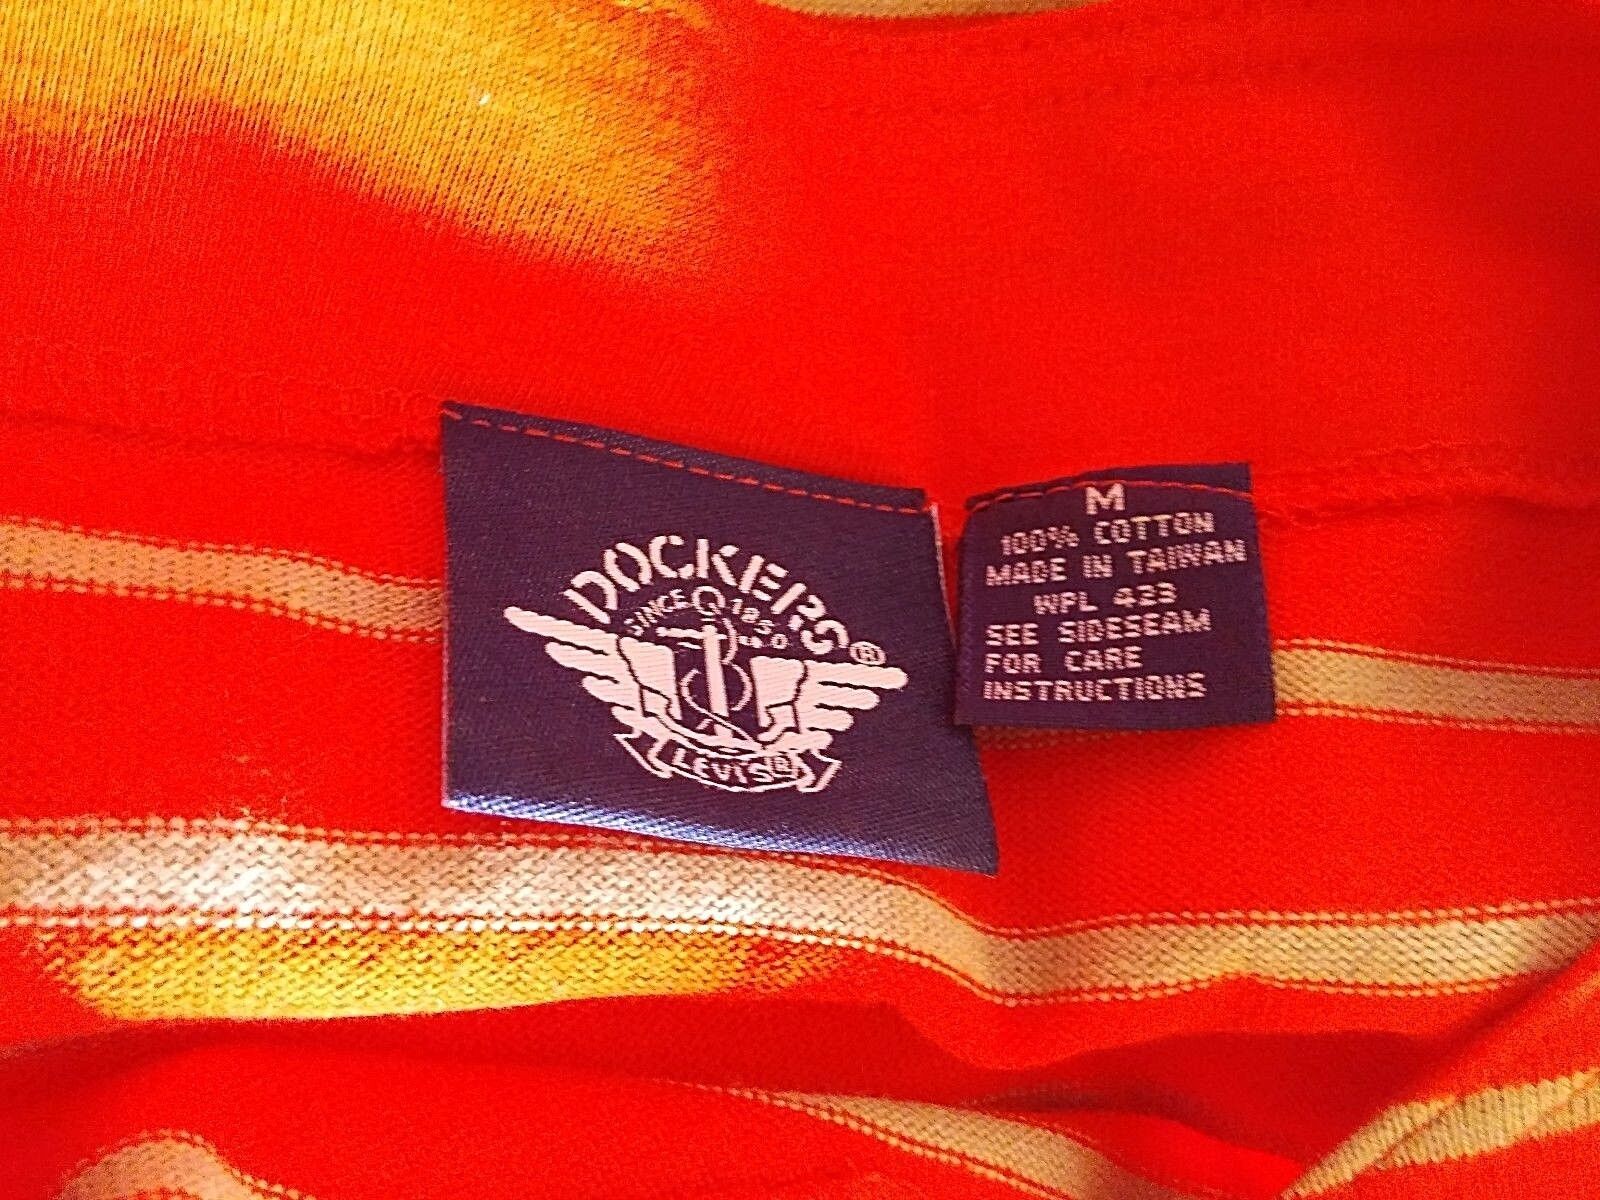 DOCKERS®
SINCE 1850
LEVI'S®
M
100% COTTON
MADE IN TAIWAN
WPL 423
SEE SIDESEAM
FOR CARE
INSTRUCTIONS